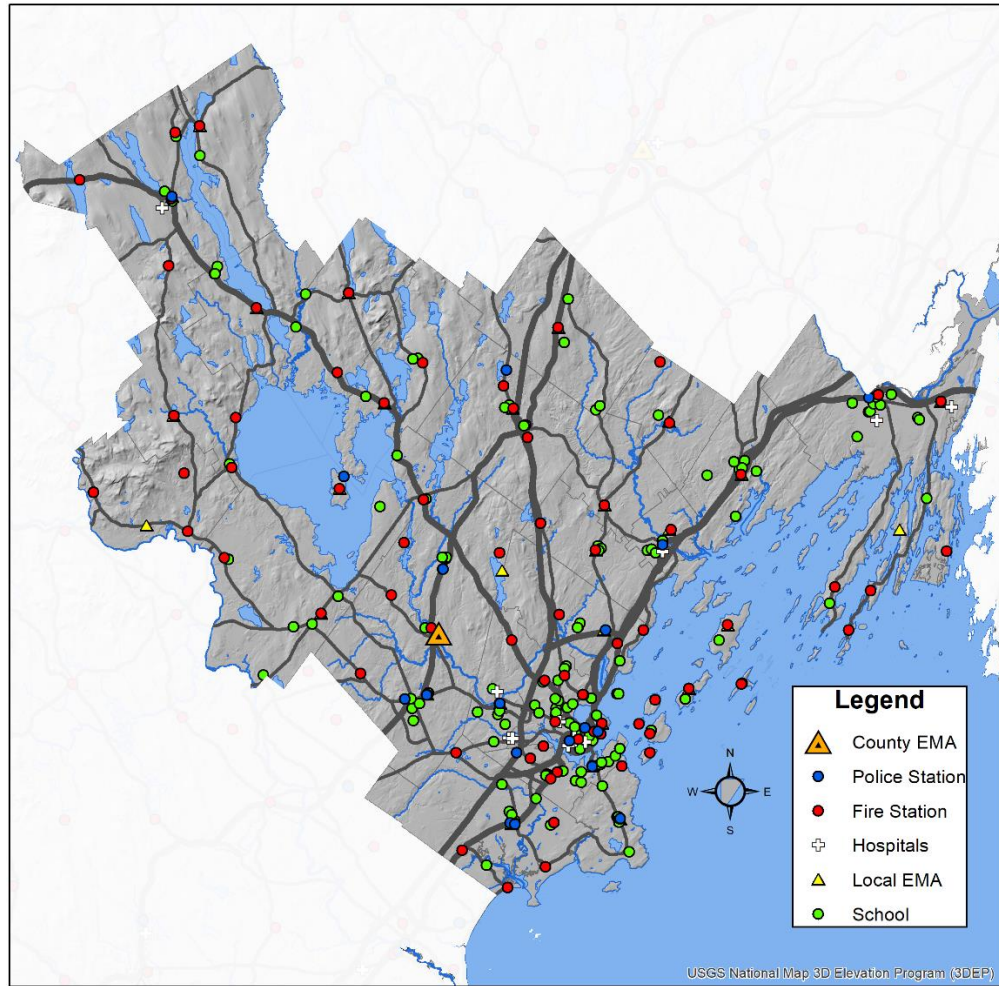 N
W
E
S
Legend
County EMA
Police Station
Fire Station
Hospitals
Local EMA
School
USGS National Map 3D Elevation Program (3DEP)